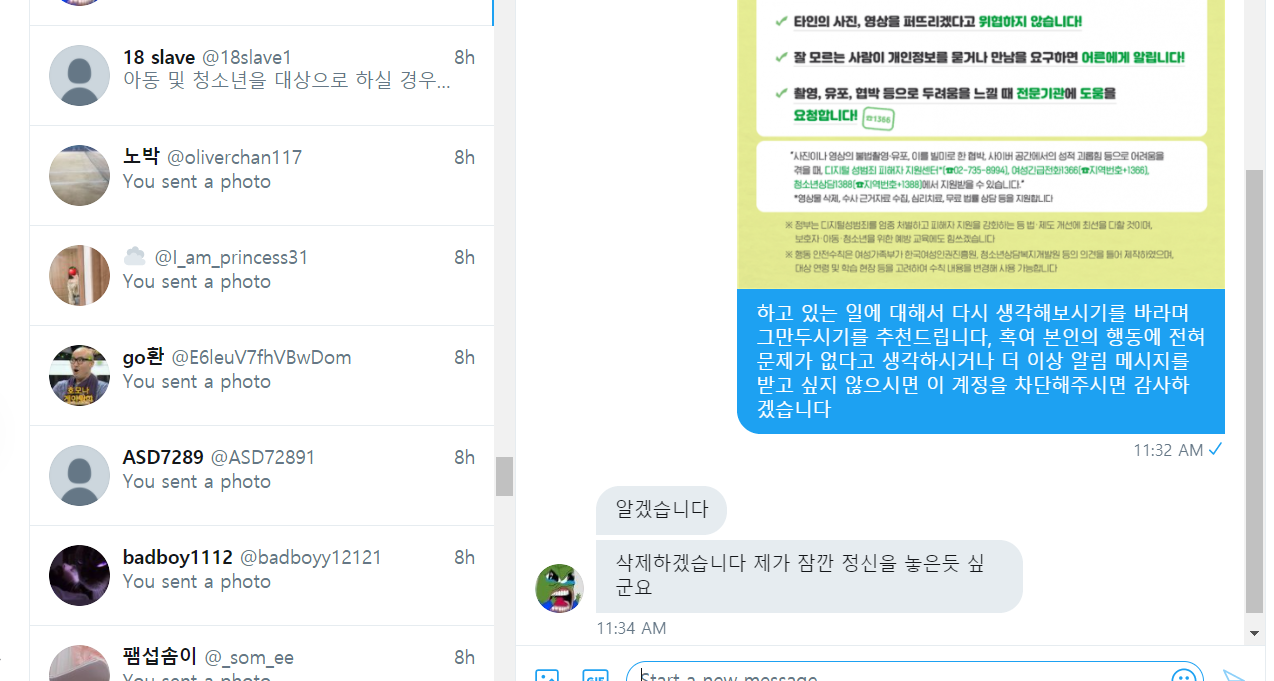 18 slave @18slave1 8h
아동 및 청소년을 대상으로 하실 경우...
노박 @oliverchan117 8h
You sent a photo
@I_am_princess31 8h
You sent a photo
go환 @E6leuV7fhVBwDom 8h
You sent a photo
ASD7289 @ASD72891 8h
You sent a photo
badboy1112 @badboyy12121 8h
You sent a photo
팸섭솜이 @_som_ee 8h
You sent a photo
타인의 사진, 영상을 퍼뜨리겠다고 위협하지 않습니다!
잘 모르는 사람이 개인정보를 묻거나 만남을 요구하면 어른에게 알립니다!
촬영, 유포, 협박 등으로 두려움을 느낄 때 전문기관에 도움을
요청합니다! ☎1366
*사진이나 영상의 불법촬영·유포, 이를 빌미로 한 협박, 사이버 공간에서의 성적 괴롭힘 등으로 어려움을
겪을 때, 디지털 성범죄 피해자 지원센터*(☎02-735-8994), 여성긴급전화1366(☎지역번호+1366),
청소년상담1388(☎지역번호+1388)에서 지원받을 수 있습니다.*
*영상물 삭제, 수사 근거자료 수집, 심리치료, 무료 법률 상담 등을 지원합니다
※ 정부는 디지털성범죄를 엄중 처벌하고 피해자 지원을 강화하는 등 법·제도 개선에 최선을 다할 것이며,
보호자·아동·청소년을 위한 예방 교육에도 힘쓰겠습니다
※ 행동 안전수칙은 여성가족부가 한국여성인권진흥원, 청소년상담복지개발원 등의 의견을 들어 제작하였으며,
대상 연령 및 학습 현장 등을 고려하여 수칙 내용을 변경해 사용 가능합니다
하고 있는 일에 대해서 다시 생각해보시기를 바라며
그만두시기를 추천드립니다, 혹여 본인의 행동에 전혀
문제가 없다고 생각하시거나 더 이상 알림 메시지를
받고 싶지 않으시면 이 계정을 차단해주시면 감사하
겠습니다
11:32 AM
알겠습니다
삭제하겠습니다 제가 잠깐 정신을 놓은듯 싶
군요
11:34 AM
GIF
Start a new message